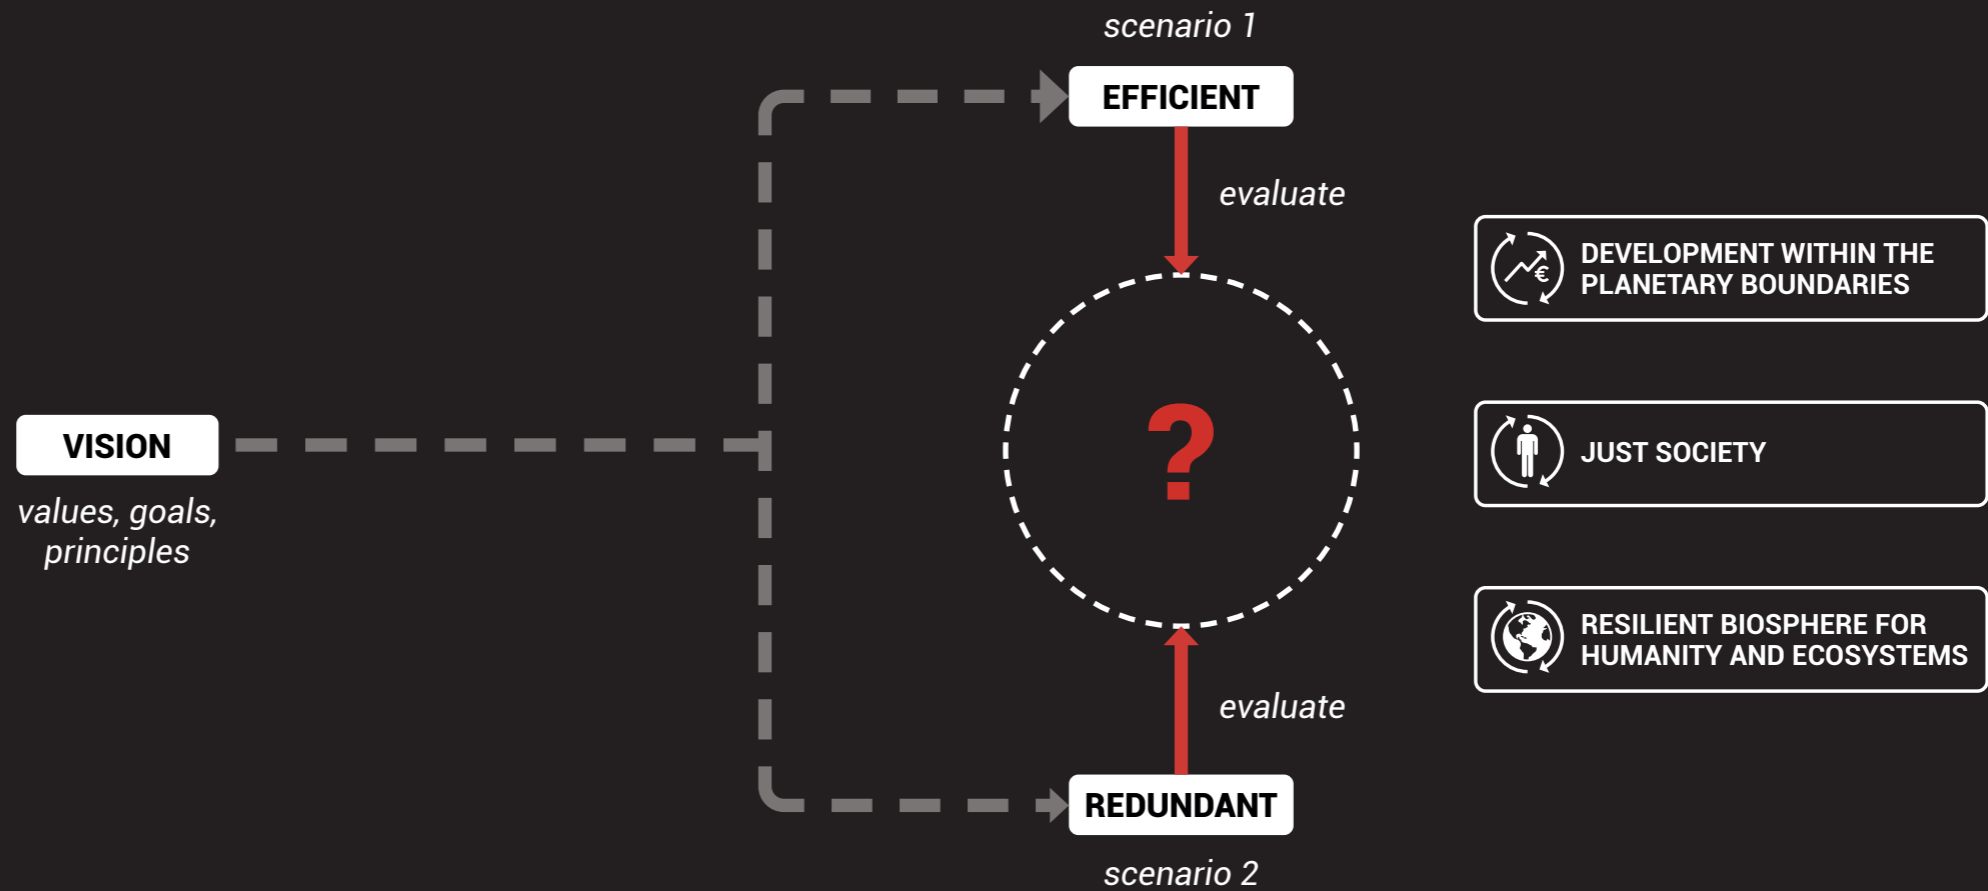 scenario 1
EFFICIENT
evaluate
DEVELOPMENT WITHIN THE
PLANETARY BOUNDARIES
€
VISION
values, goals,
principles
?
JUST SOCIETY
RESILIENT BIOSPHERE FOR
HUMANITY AND ECOSYSTEMS
evaluate
REDUNDANT
scenario 2